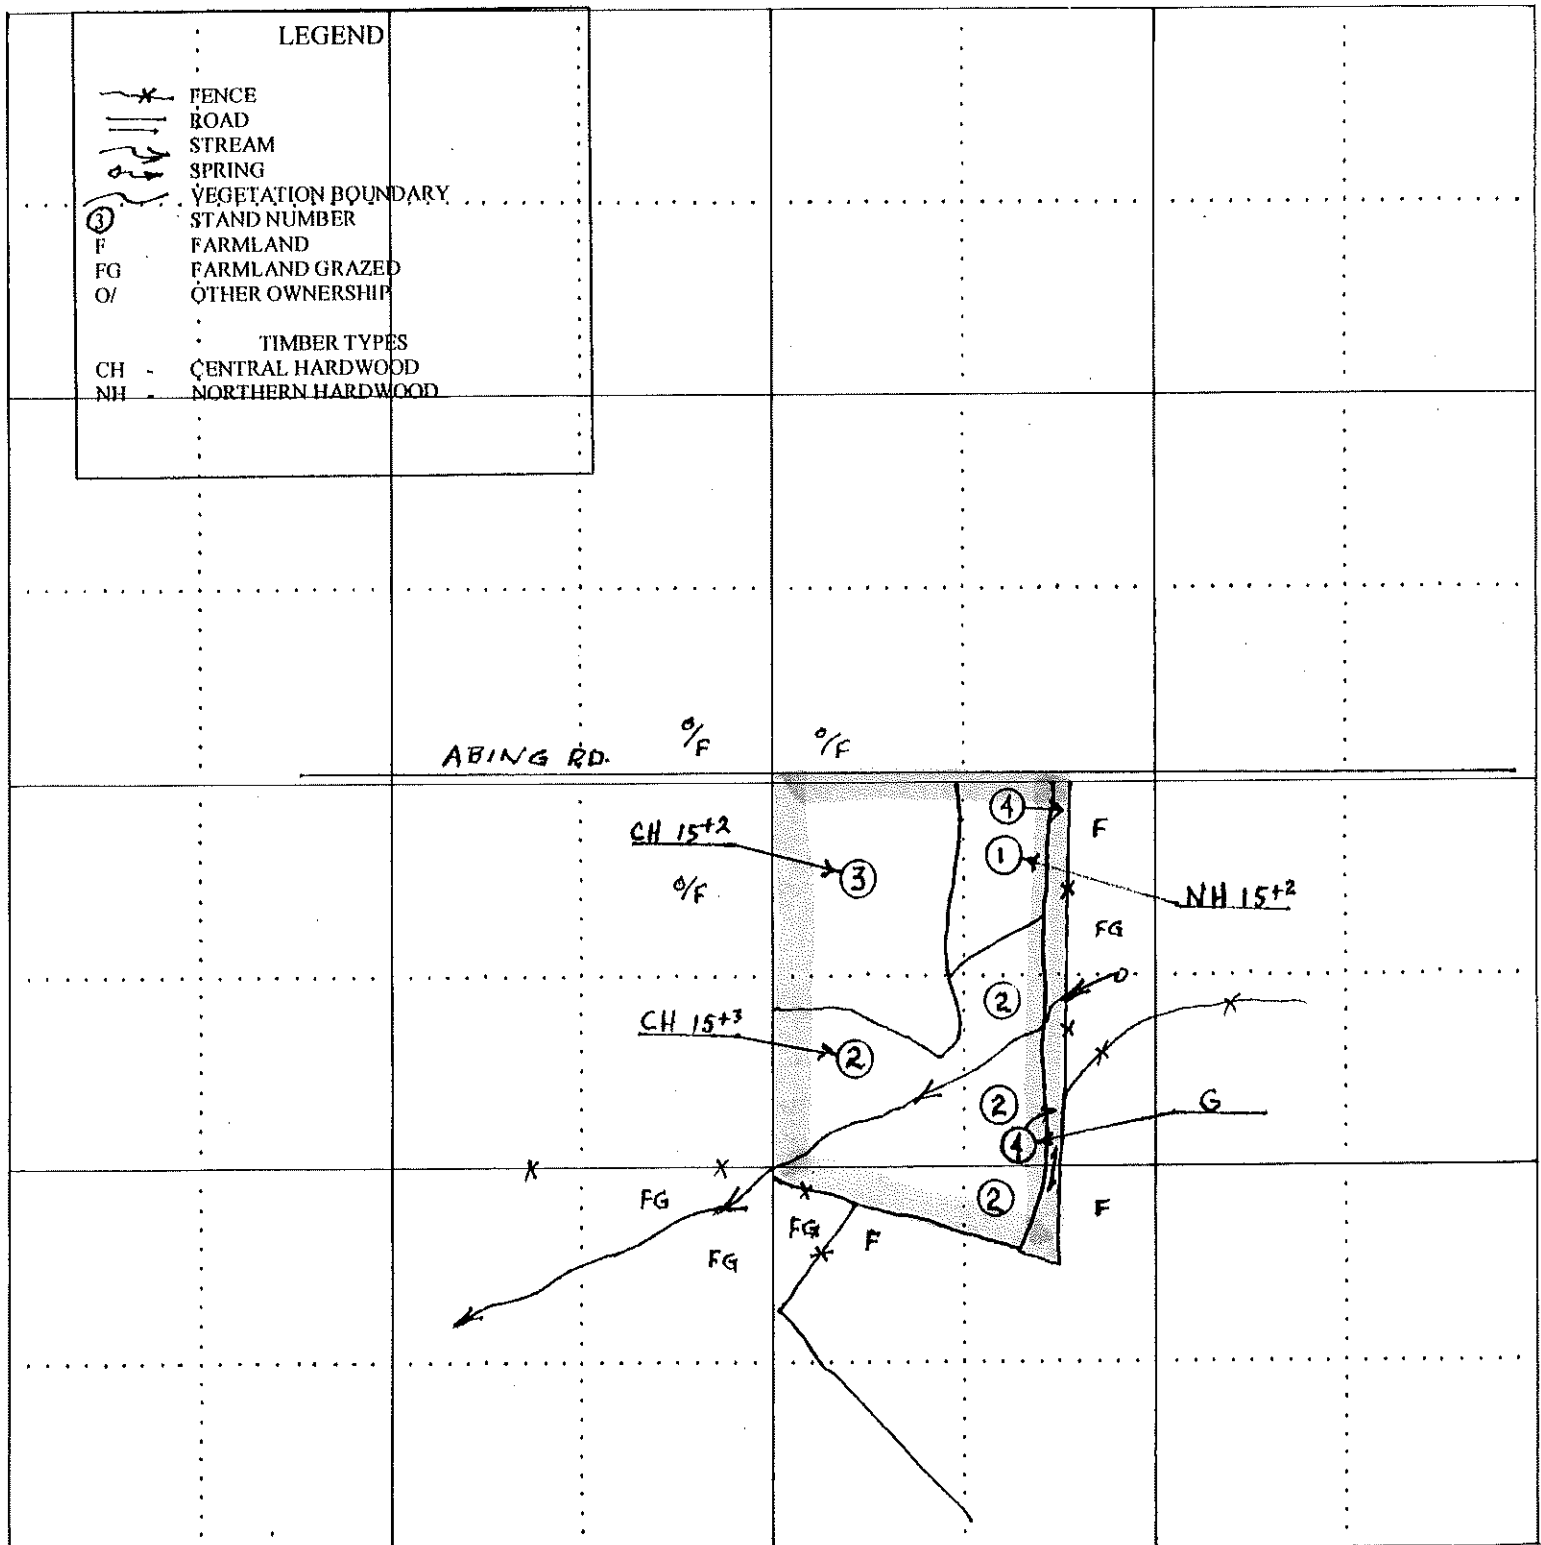 LEGEND
FENCE
ROAD
STREAM
SPRING
VEGETATION BOUNDARY
③ STAND NUMBER
F FARMLAND
FG FARMLAND GRAZED
O/ OTHER OWNERSHIP
TIMBER TYPES
CH - CENTRAL HARDWOOD
NH - NORTHERN HARDWOOD
ABING RD. O/F O/F
④
F
CH 15+2
①
③
O/F
NH 15+2
FG
②
CH 15+3
②
②
G
④
FG
②
F
FG
F
FG